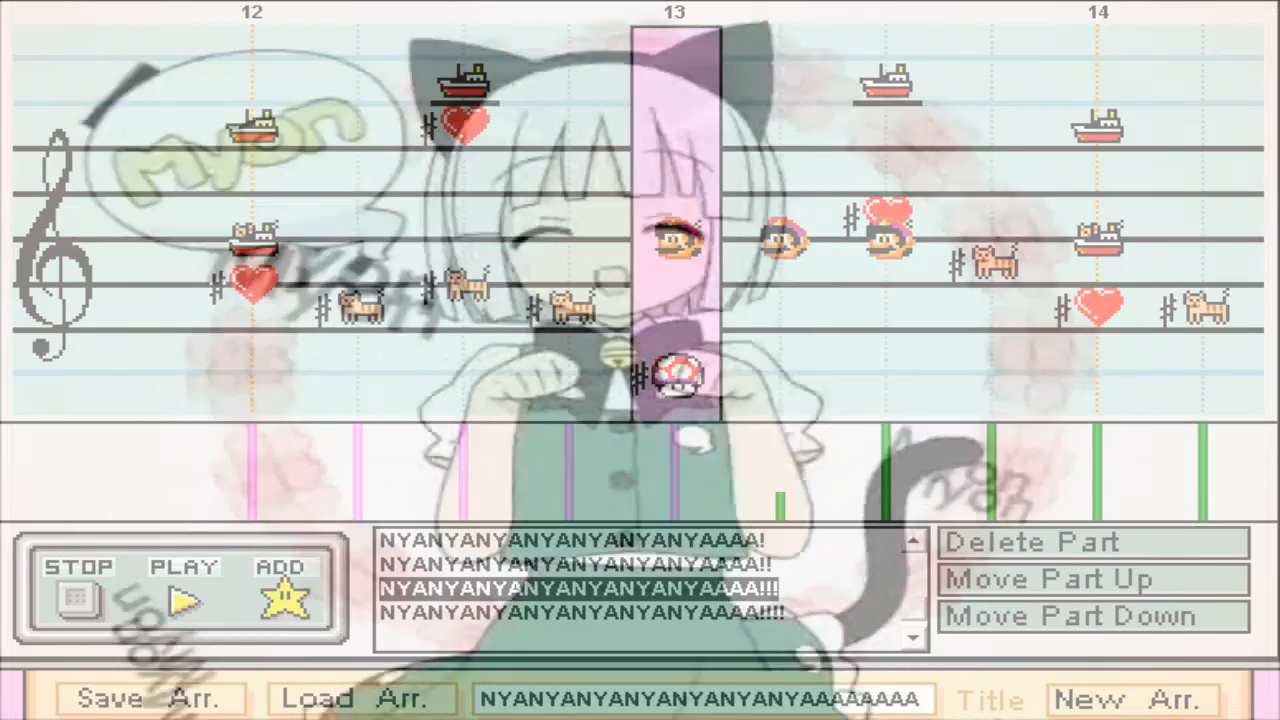 12 13 14
Myon
STOP PLAY ADD
NYANYANYANYANYANYANYAAAA!
NYANYANYANYANYANYANYAAAA!!
NYANYANYANYANYANYANYAAAA!!!
NYANYANYANYANYANYANYAAAA!!!!
Delete Part
Move Part Up
Move Part Down
Save Arr. Load Arr. NYANYANYANYANYANYANYAAAAAAAA Title New Arr.